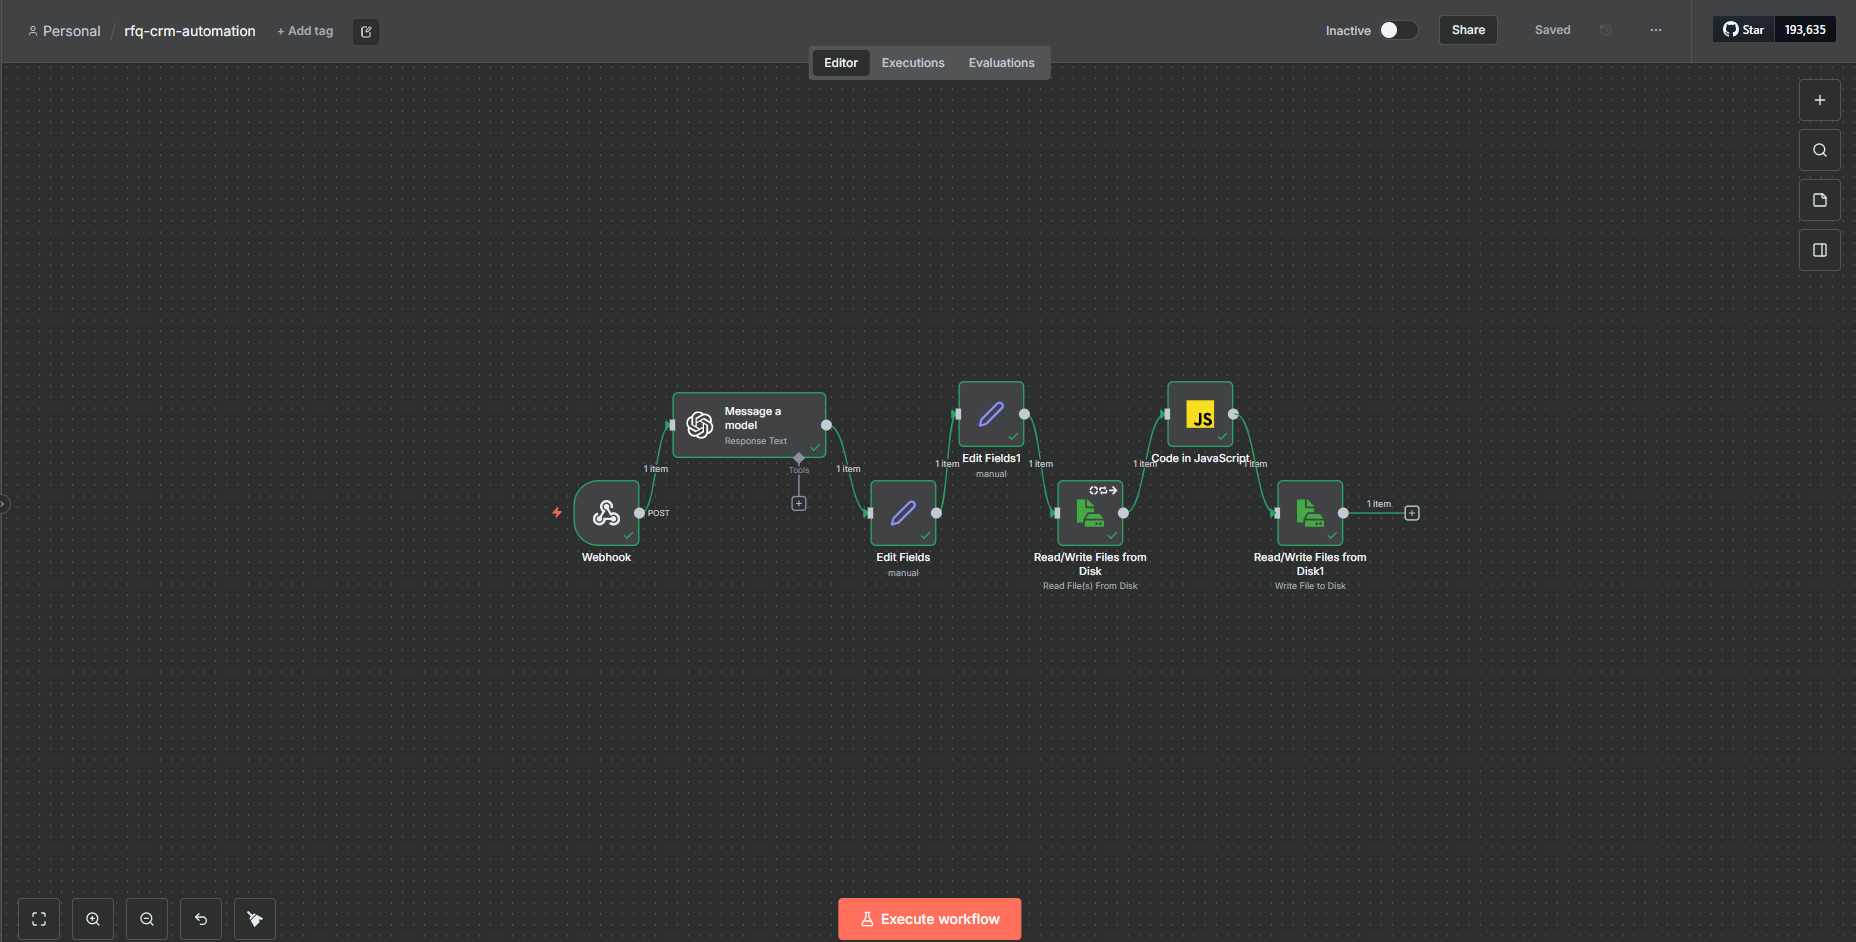 Personal / rfq-crm-automation + Add tag
Inactive Share Saved ... Star 193,635
Editor Executions Evaluations
Message a
model
Response Text
Tools
1 item
POST
Webhook
1 item
Edit Fields
manual
1 item
Edit Fields1
manual
1 item
Read/Write Files from
Disk
Read File(s) From Disk
1 item
JS
Code in JavaScript
1 item
Read/Write Files from
Disk1
Write File to Disk
1 item
Execute workflow